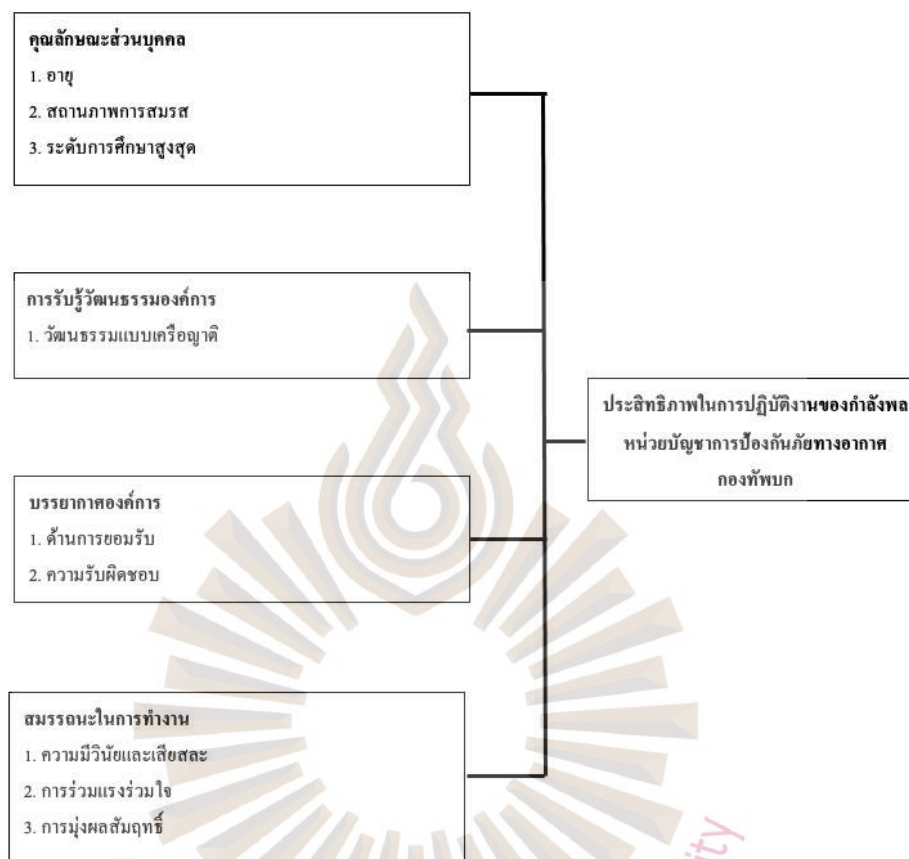 คุณลักษณะส่วนบุคคล
1. อายุ
2. สถานภาพการสมรส
3. ระดับการศึกษาสูงสุด
การรับรู้วัฒนธรรมองค์การ
1. วัฒนธรรมแบบเครือญาติ
ประสิทธิภาพในการปฏิบัติงานของกำลังพล
หน่วยบัญชาการป้องกันภัยทางอากาศ
กองทัพบก
บรรยากาศองค์การ
1. ด้านการยอมรับ
2. ความรับผิดชอบ
สมรรถนะในการทำงาน
1. ความมีวินัยและเสียสละ
2. การร่วมแรงร่วมใจ
3. การมุ่งผลสัมฤทธิ์